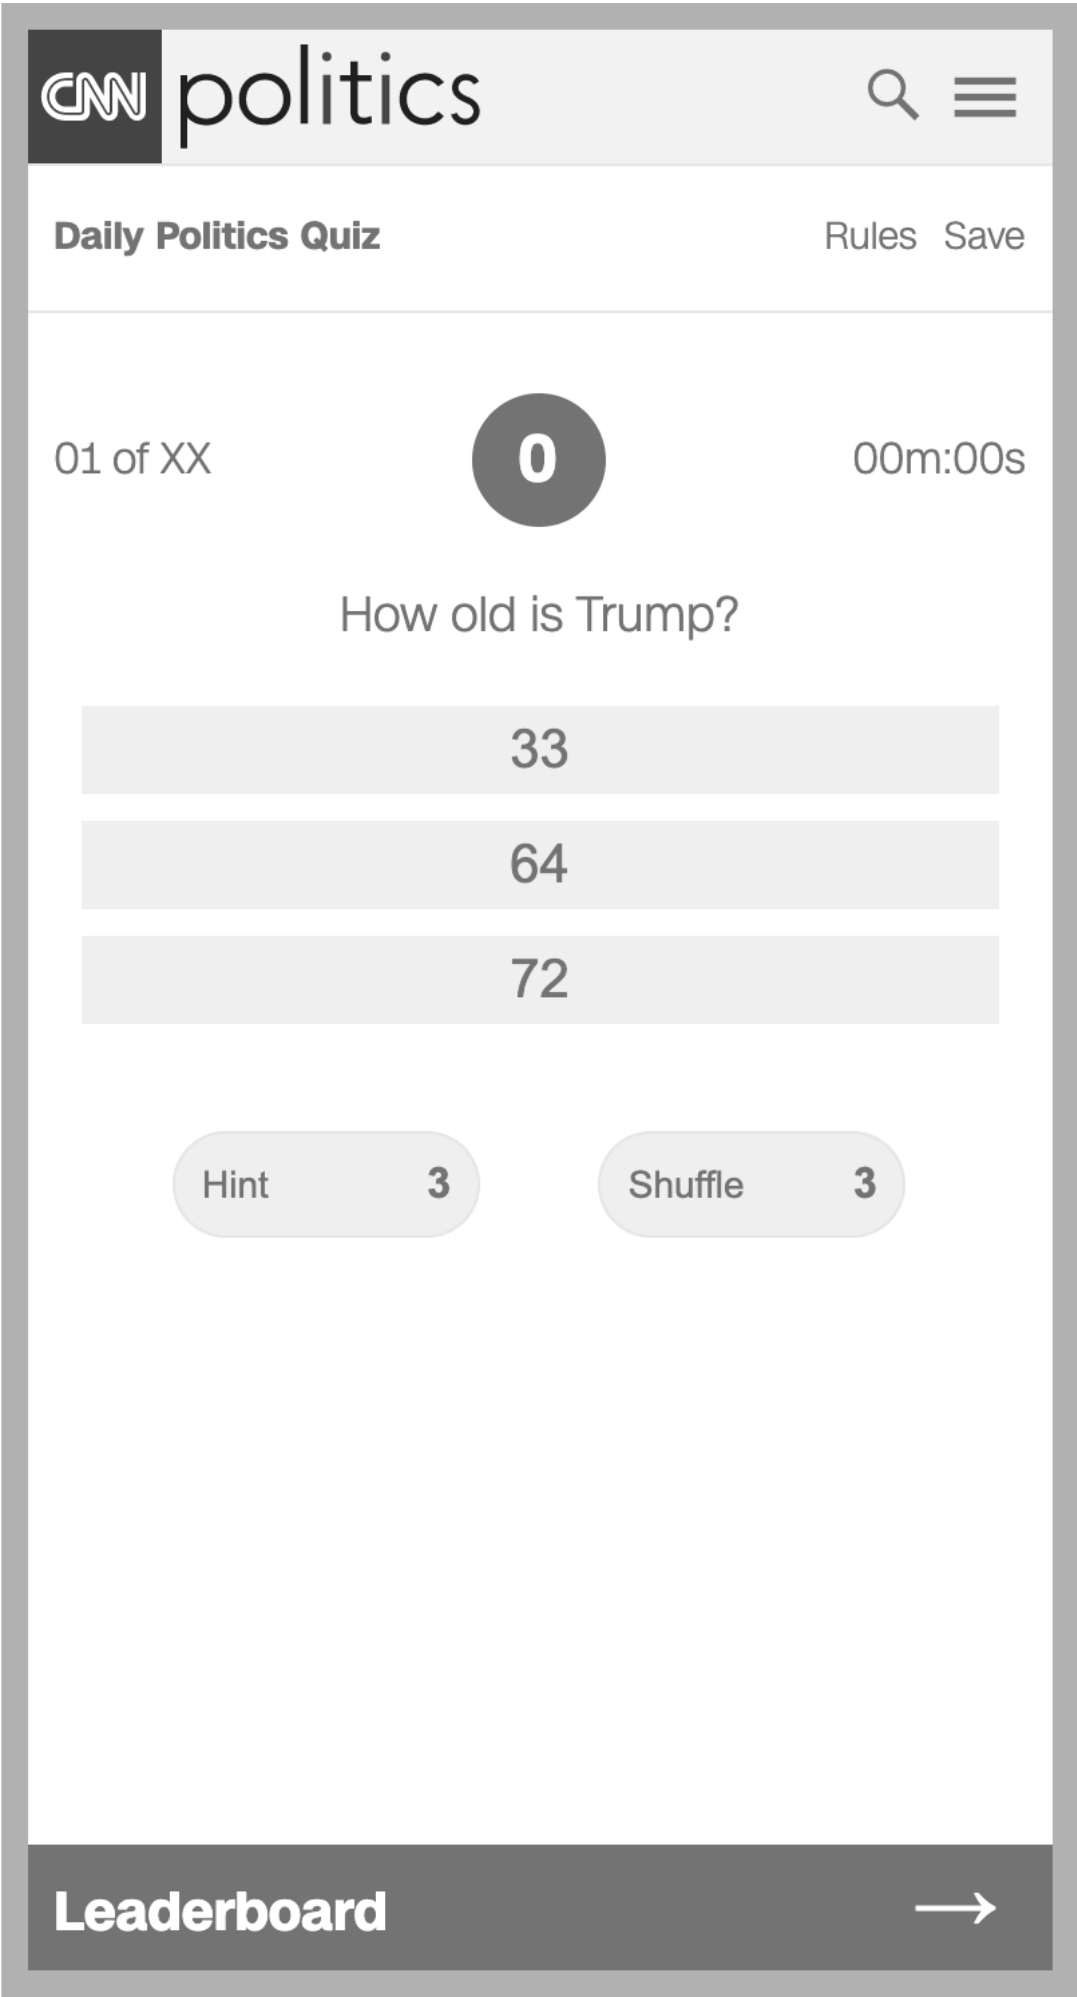 CNN politics
Daily Politics Quiz Rules Save
01 of XX 0 00m:00s
How old is Trump?
33
64
72
Hint 3 Shuffle 3
Leaderboard →